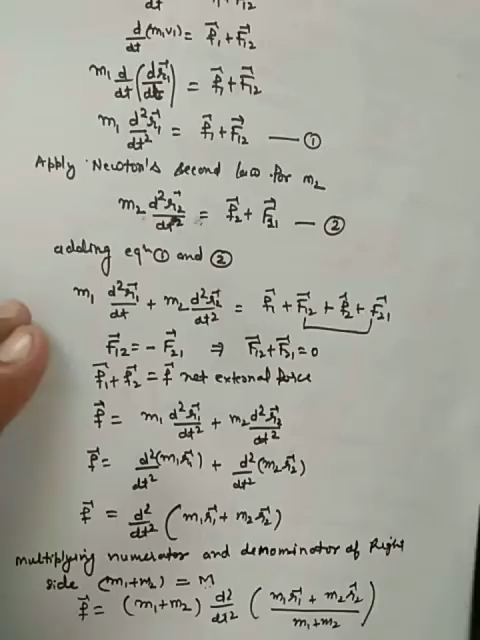 dt
d/dt (m₁v₁) = F⃗₁ + F⃗₁₂
m₁ d/dt (dr⃗₁/dt) = F⃗₁ + F⃗₁₂
m₁ d²r⃗₁/dt² = F⃗₁ + F⃗₁₂ — ①
Apply Newton's second law for m₂
m₂ d²r⃗₂/dt² = F⃗₂ + F⃗₂₁ — ②
adding eqⁿ ① and ②
m₁ d²r⃗₁/dt + m₂ d²r⃗₂/dt² = F⃗₁ + F⃗₁₂ + F⃗₂ + F⃗₂₁
F⃗₁₂ = - F⃗₂₁ ⇒ F⃗₁₂ + F⃗₂₁ = 0
F⃗₁ + F⃗₂ = F⃗ net external force
F⃗ = m₁ d²r⃗₁/dt² + m₂ d²r⃗₂/dt²
F⃗ = d²/dt² (m₁r⃗₁) + d²/dt² (m₂r⃗₂)
F⃗ = d²/dt² (m₁r⃗₁ + m₂r⃗₂)
multiplying numerator and denominator of Right
side (m₁+m₂) = M
F⃗ = (m₁+m₂) d²/dt² ((m₁r⃗₁ + m₂r⃗₂)/(m₁+m₂))